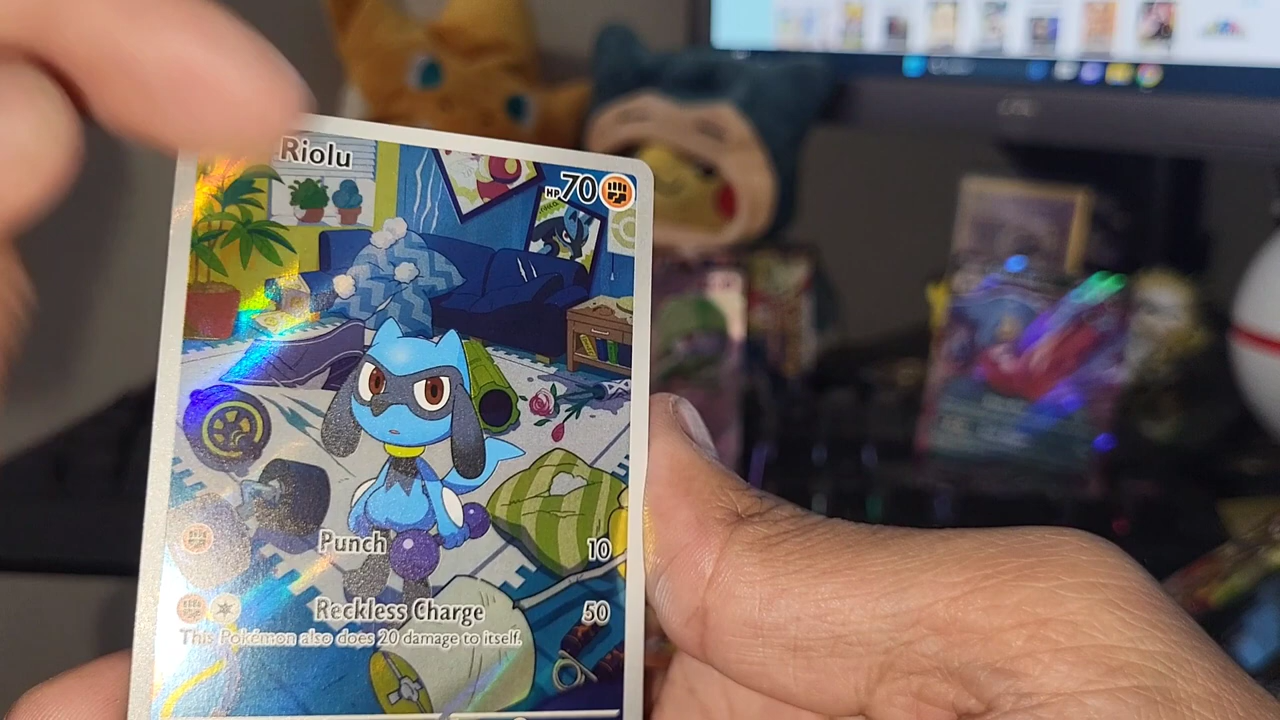 Riolu
HP 70
Punch 10
Reckless Charge 50
This Pokémon also does 20 damage to itself.